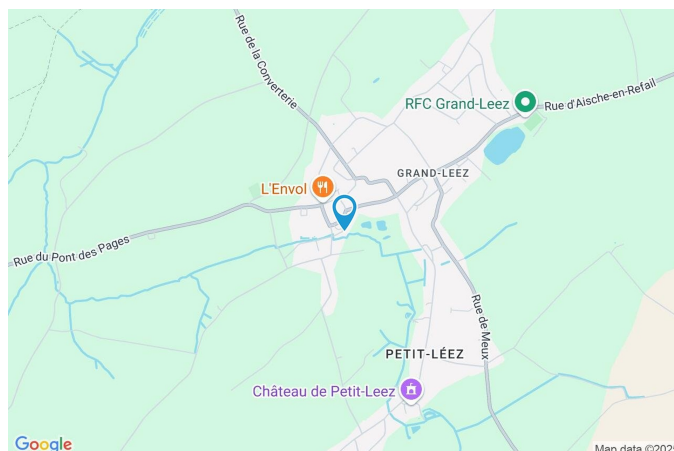 Rue de la Converterie
RFC Grand-Leez
Rue d'Aische-en-Refail
GRAND-LEEZ
L'Envol
Rue du Pont des Pages
Rue de Meux
PETIT-LÉEZ
Château de Petit-Leez
Google
Map data ©202